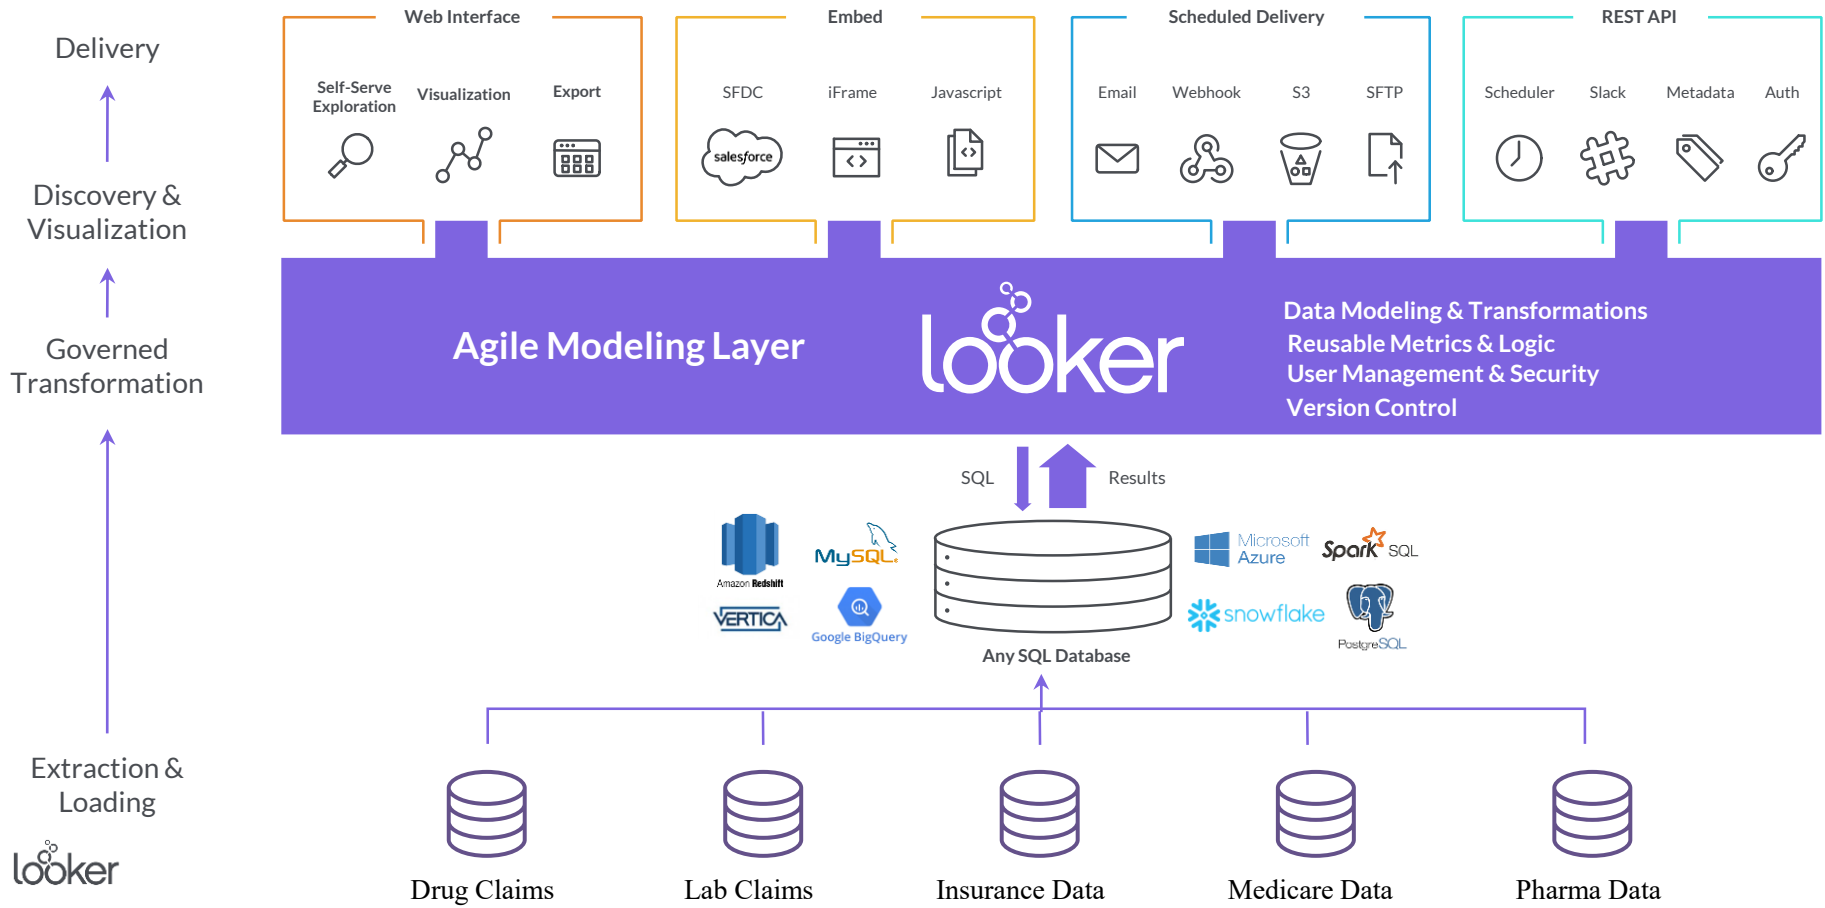 Delivery
Discovery &
Visualization
Governed
Transformation
Extraction &
Loading
looker
Web Interface
Self-Serve
Exploration
Visualization
Export
Embed
SFDC
iFrame
Javascript
salesforce
Scheduled Delivery
Email
Webhook
S3
SFTP
REST API
Scheduler
Slack
Metadata
Auth
Agile Modeling Layer
looker
Data Modeling & Transformations
Reusable Metrics & Logic
User Management & Security
Version Control
SQL
Results
Amazon Redshift
MySQL
VERTICA
Google BigQuery
Microsoft
Azure
Spark SQL
snowflake
PostgreSQL
Any SQL Database
Drug Claims
Lab Claims
Insurance Data
Medicare Data
Pharma Data